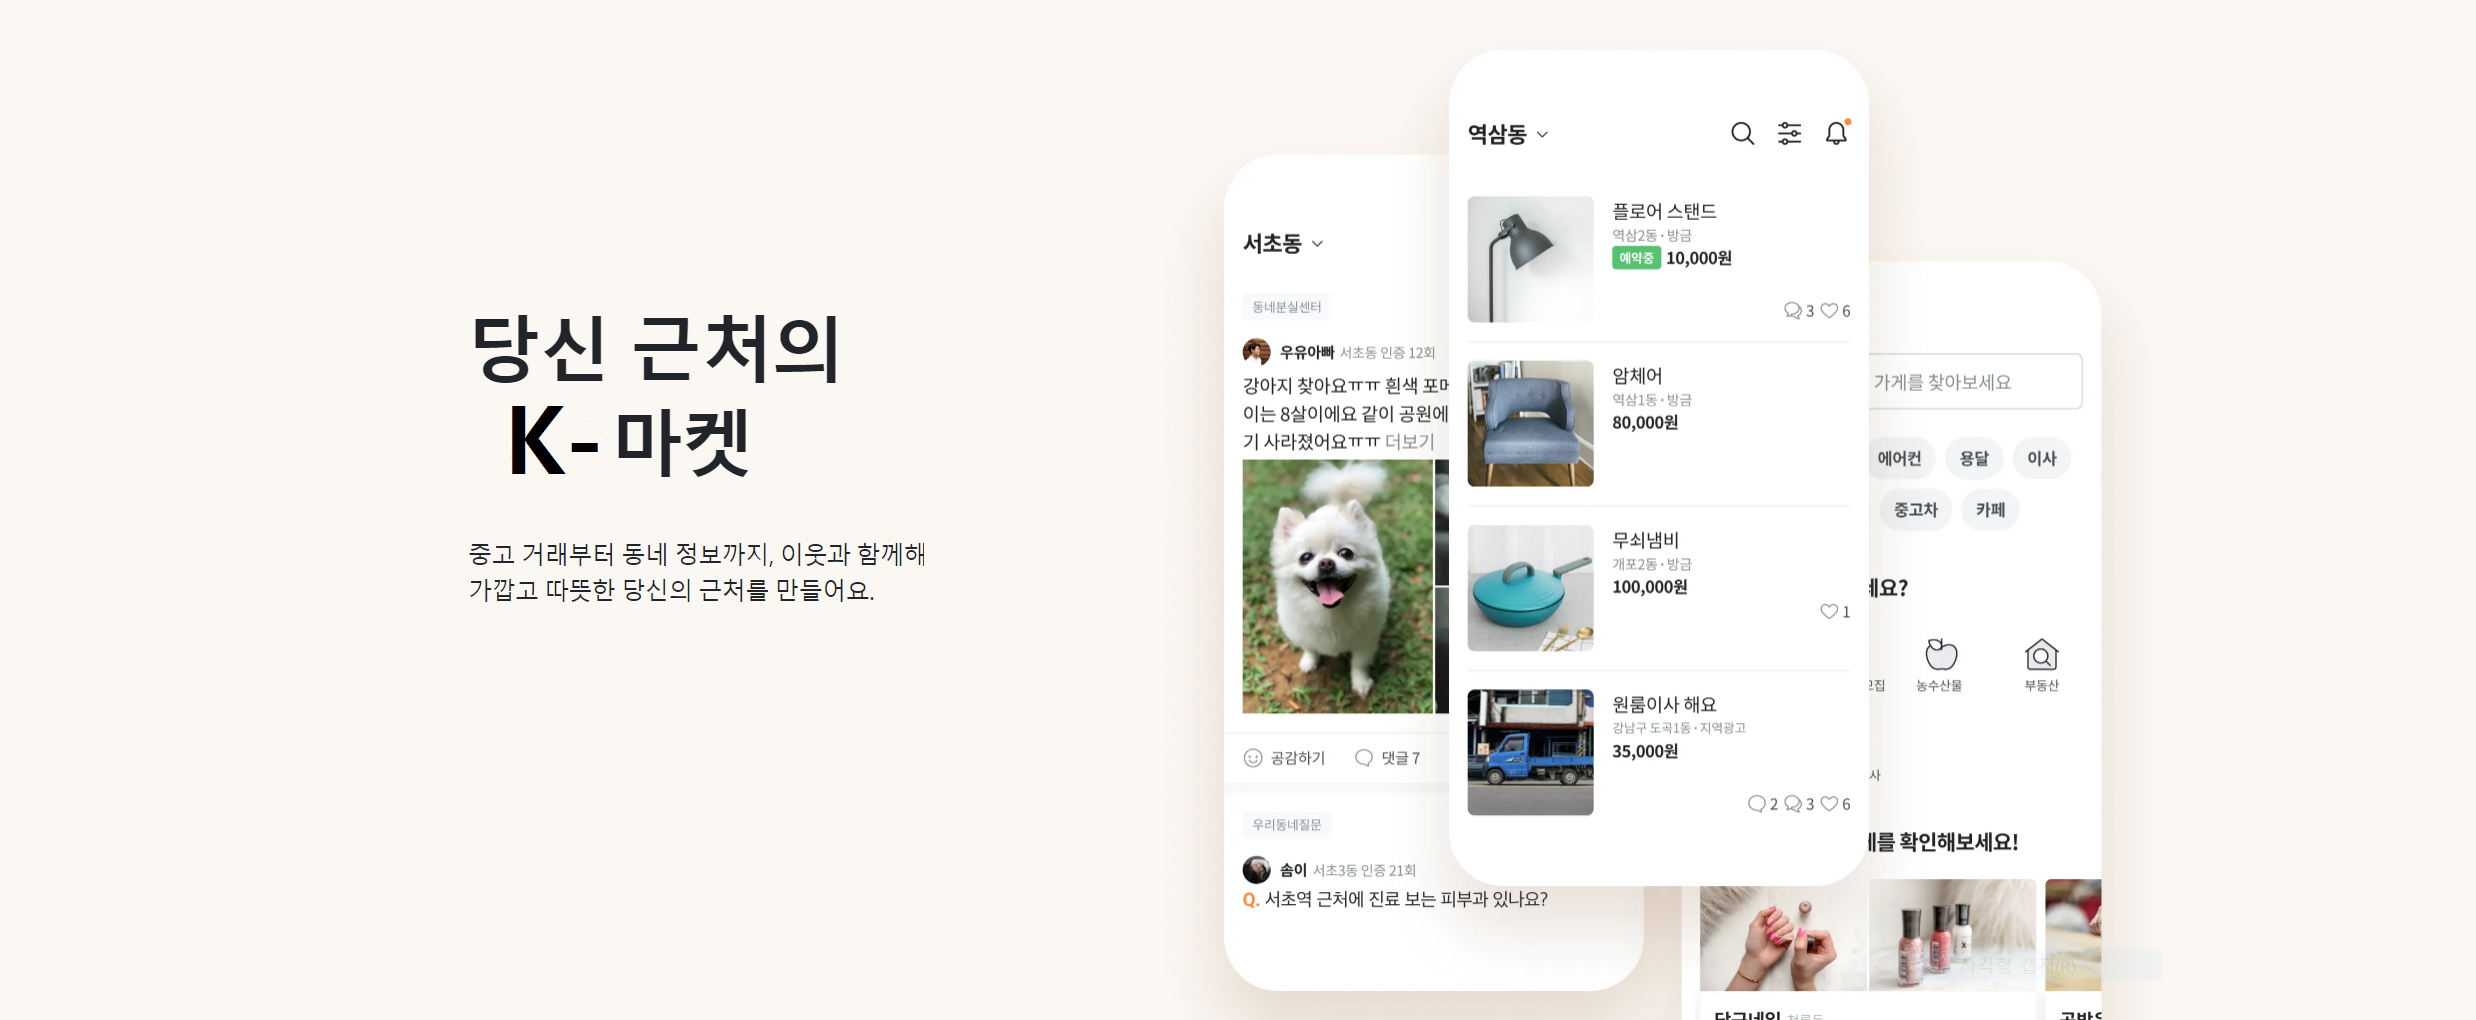 당신 근처의
K-마켓
중고 거래부터 동네 정보까지, 이웃과 함께해
가깝고 따뜻한 당신의 근처를 만들어요.
서초동
동네분실센터
우유아빠 서초동 인증 12회
강아지 찾아요ㅠㅠ 흰색
이는 8살이에요 같이 공원에
기 사라졌어요ㅠㅠ 더보기
공감하기 댓글 7
우리동네질문
솜이 서초3동 인증 21회
Q. 서초역 근처에 진료 보는 피부과 있나요?
역삼동
플로어 스탠드
역삼2동 · 방금
예약중 10,000원
3 6
암체어
역삼1동 · 방금
80,000원
무쇠냄비
개포2동 · 방금
100,000원
1
원룸이사 해요
강남구 도곡1동 · 지역광고
35,000원
2 3 6
가게를 찾아보세요
에어컨 용달 이사
중고차 카페
세요?
농수산물 부동산
사
를 확인해보세요!
사각형 캡처(R)